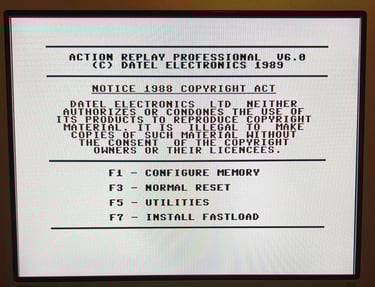 ACTION REPLAY PROFESSIONAL V6.0
(C) DATEL ELECTRONICS 1989
NOTICE 1988 COPYRIGHT ACT
DATEL ELECTRONICS LTD NEITHER
AUTHORIZES OR CONDONES THE USE OF
ITS PRODUCTS TO REPRODUCE COPYRIGHT
MATERIAL. IT IS ILLEGAL TO MAKE
COPIES OF SUCH MATERIAL WITHOUT
THE CONSENT OF THE COPYRIGHT
OWNERS OR THEIR LICENCEES.
F1 - CONFIGURE MEMORY
F3 - NORMAL RESET
F5 - UTILITIES
F7 - INSTALL FASTLOAD